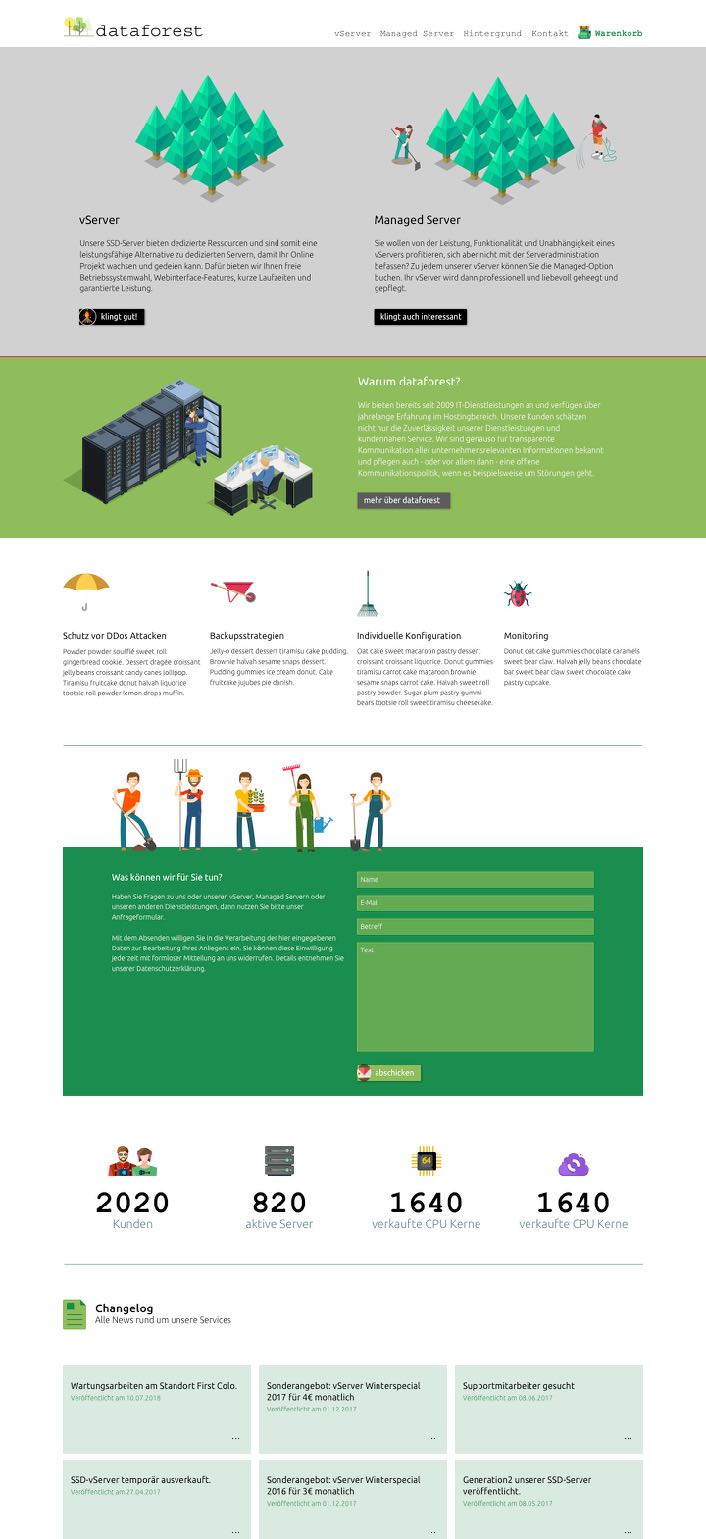 dataforest
vServer Managed Server Hintergrund Kontakt Warenkorb
vServer
Unsere SSD-Server bieten dedizierte Ressourcen und sind somit eine
leistungsfähige Alternative zu dedizierten Servern, damit Ihr Online
Projekt wachsen und gedeien kann. Dafür bieten wir Ihnen freie
Betriebssystemwahl, Webinterface-Features, kurze Laufzeiten und
garantierte Leistung.
klingt gut!
Managed Server
Sie wollen von der Leistung, Funktionalität und Unabhängigkeit eines
vServers profitieren, sich aber nicht mit der Serveradministration
befassen? Zu jedem unserer vServer können Sie die Managed-Option
buchen. Ihr vServer wird dann professionell und liebevoll geheegt und
gepflegt.
klingt auch interessant
Warum dataforest?
Wir bieten bereits seit 2009 IT-Dienstleistungen an und verfügen über
jahrelange Erfahrung im Hostingbereich. Unsere Kunden schätzen
nicht nur die Zuverlässigkeit unserer Dienstleistungen und
kundennahen Service. Wir sind genauso für transparente
Kommunikation aller unternehmensrelevanten Informationen bekannt
und pflegen auch - oder vor allem dann - eine offene
Kommunikationspolitik, wenn es beispielsweise um Störungen geht.
mehr über dataforest
Schutz vor DDos Attacken
Powder powder soufflé sweet roll
gingerbread cookie. Dessert dragée croissant
jelly beans croissant candy canes lollipop.
Tiramisu fruitcake donut halvah liquorice
tootsie roll powder lemon drops muffin.
Backupsstrategien
Jelly-o dessert dessert tiramisu cake pudding.
Brownie halvah sesame snaps dessert.
Pudding gummies ice cream donut. Cake
fruitcake jujubes pie danish.
Individuelle Konfiguration
Oat cake sweet macaroon pastry dessert
croissant croissant liquorice. Donut gummies
tiramisu carrot cake macaroon brownie
sesame snaps carrot cake. Halvah sweet roll
pastry powder. Sugar plum pastry gummi
bears tootsie roll sweet tiramisu cheesecake.
Monitoring
Donut oat cake gummies chocolate caramels
sweet bear claw. Halvah jelly beans chocolate
bar sweet bear claw sweet chocolate cake
pastry cupcake.
Was können wir für Sie tun?
Haben Sie Fragen zu uns oder unserer vServer, Managed Servern oder
unseren anderen Dienstleistungen, dann nutzen Sie bitte unser
Anfrageformular.
Mit dem Absenden willigen Sie in die Verarbeitung der hier eingegebenen
Daten zur Bearbeitung Ihres Anliegens ein. Sie können diese Einwilligung
jederzeit mit formloser Mitteilung an uns widerrufen. Details entnehmen Sie
unserer Datenschutzerklärung.
Name
E-Mail
Betreff
Text
abschicken
2020
Kunden
820
aktive Server
1640
verkaufte CPU Kerne
1640
verkaufte CPU Kerne
64
Changelog
Alle News rund um unsere Services
Wartungsarbeiten am Standort First Colo.
Veröffentlicht am 10.07.2018
...
Sonderangebot: vServer Winterspecial
2017 für 4€ monatlich
Veröffentlicht am 01.12.2017
...
Supportmitarbeiter gesucht
Veröffentlicht am 08.06.2017
...
SSD-vServer temporär ausverkauft.
Veröffentlicht am 27.04.2017
...
Sonderangebot: vServer Winterspecial
2016 für 3€ monatlich
Veröffentlicht am 01.12.2017
...
Generation2 unserer SSD-Server
veröffentlicht.
Veröffentlicht am 08.05.2017
...